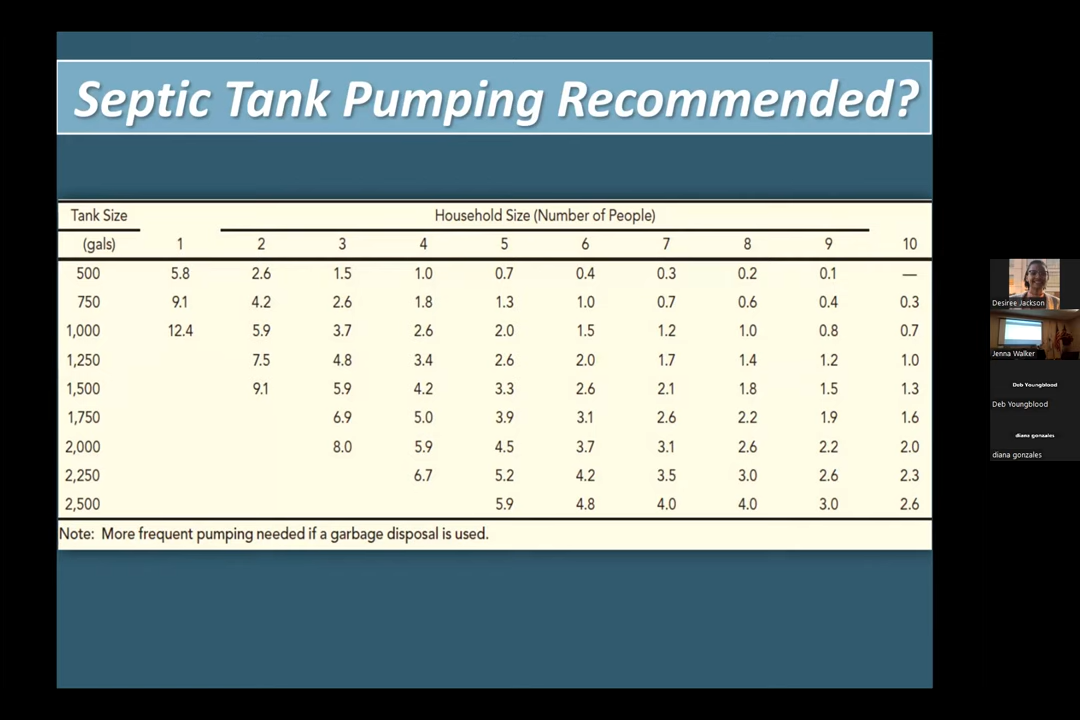 Septic Tank Pumping Recommended?
Tank Size Household Size (Number of People)
(gals) 1 2 3 4 5 6 7 8 9 10
500 5.8 2.6 1.5 1.0 0.7 0.4 0.3 0.2 0.1 —
750 9.1 4.2 2.6 1.8 1.3 1.0 0.7 0.6 0.4 0.3
1,000 12.4 5.9 3.7 2.6 2.0 1.5 1.2 1.0 0.8 0.7
1,250 7.5 4.8 3.4 2.6 2.0 1.7 1.4 1.2 1.0
1,500 9.1 5.9 4.2 3.3 2.6 2.1 1.8 1.5 1.3
1,750 6.9 5.0 3.9 3.1 2.6 2.2 1.9 1.6
2,000 8.0 5.9 4.5 3.7 3.1 2.6 2.2 2.0
2,250 6.7 5.2 4.2 3.5 3.0 2.6 2.3
2,500 5.9 4.8 4.0 4.0 3.0 2.6
Note: More frequent pumping needed if a garbage disposal is used.
Desiree Jackson
Jenna Walker
Deb Youngblood
Deb Youngblood
diana gonzales
diana gonzales